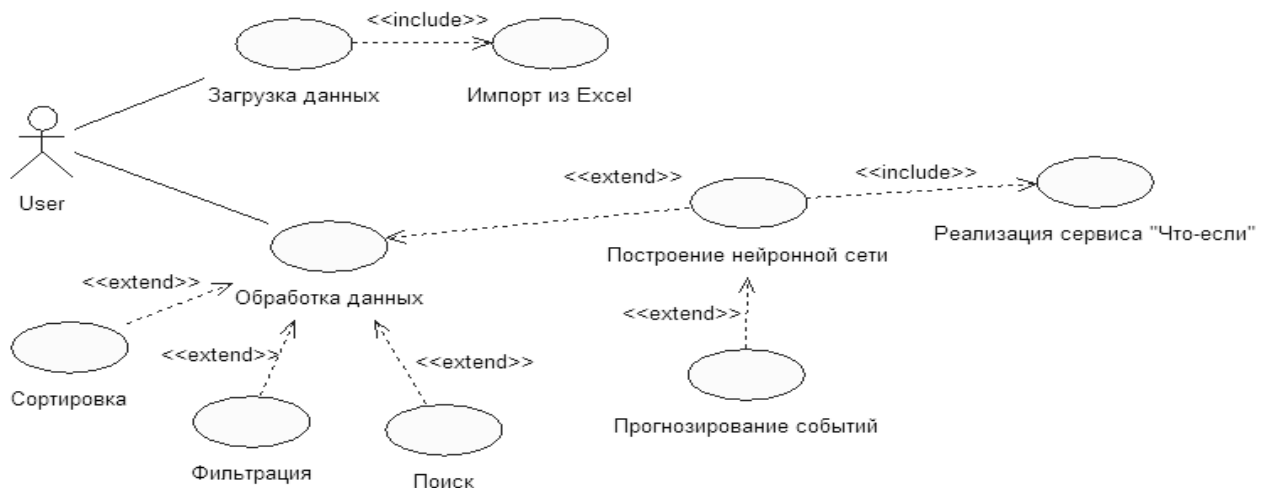 <<include>>
Загрузка данных
Импорт из Excel
User
<<extend>>
<<include>>
Реализация сервиса "Что-если"
Построение нейронной сети
<<extend>>
Обработка данных
<<extend>>
<<extend>>
<<extend>>
Сортировка
Прогнозирование событий
Фильтрация
Поиск